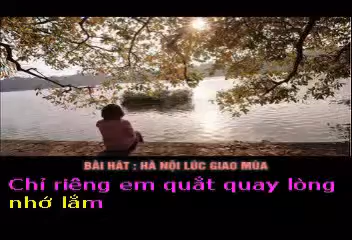 BÀI HÁT : HÀ NỘI LÚC GIAO MÙA
Chỉ riêng em quắt quay lòng
nhớ lắm